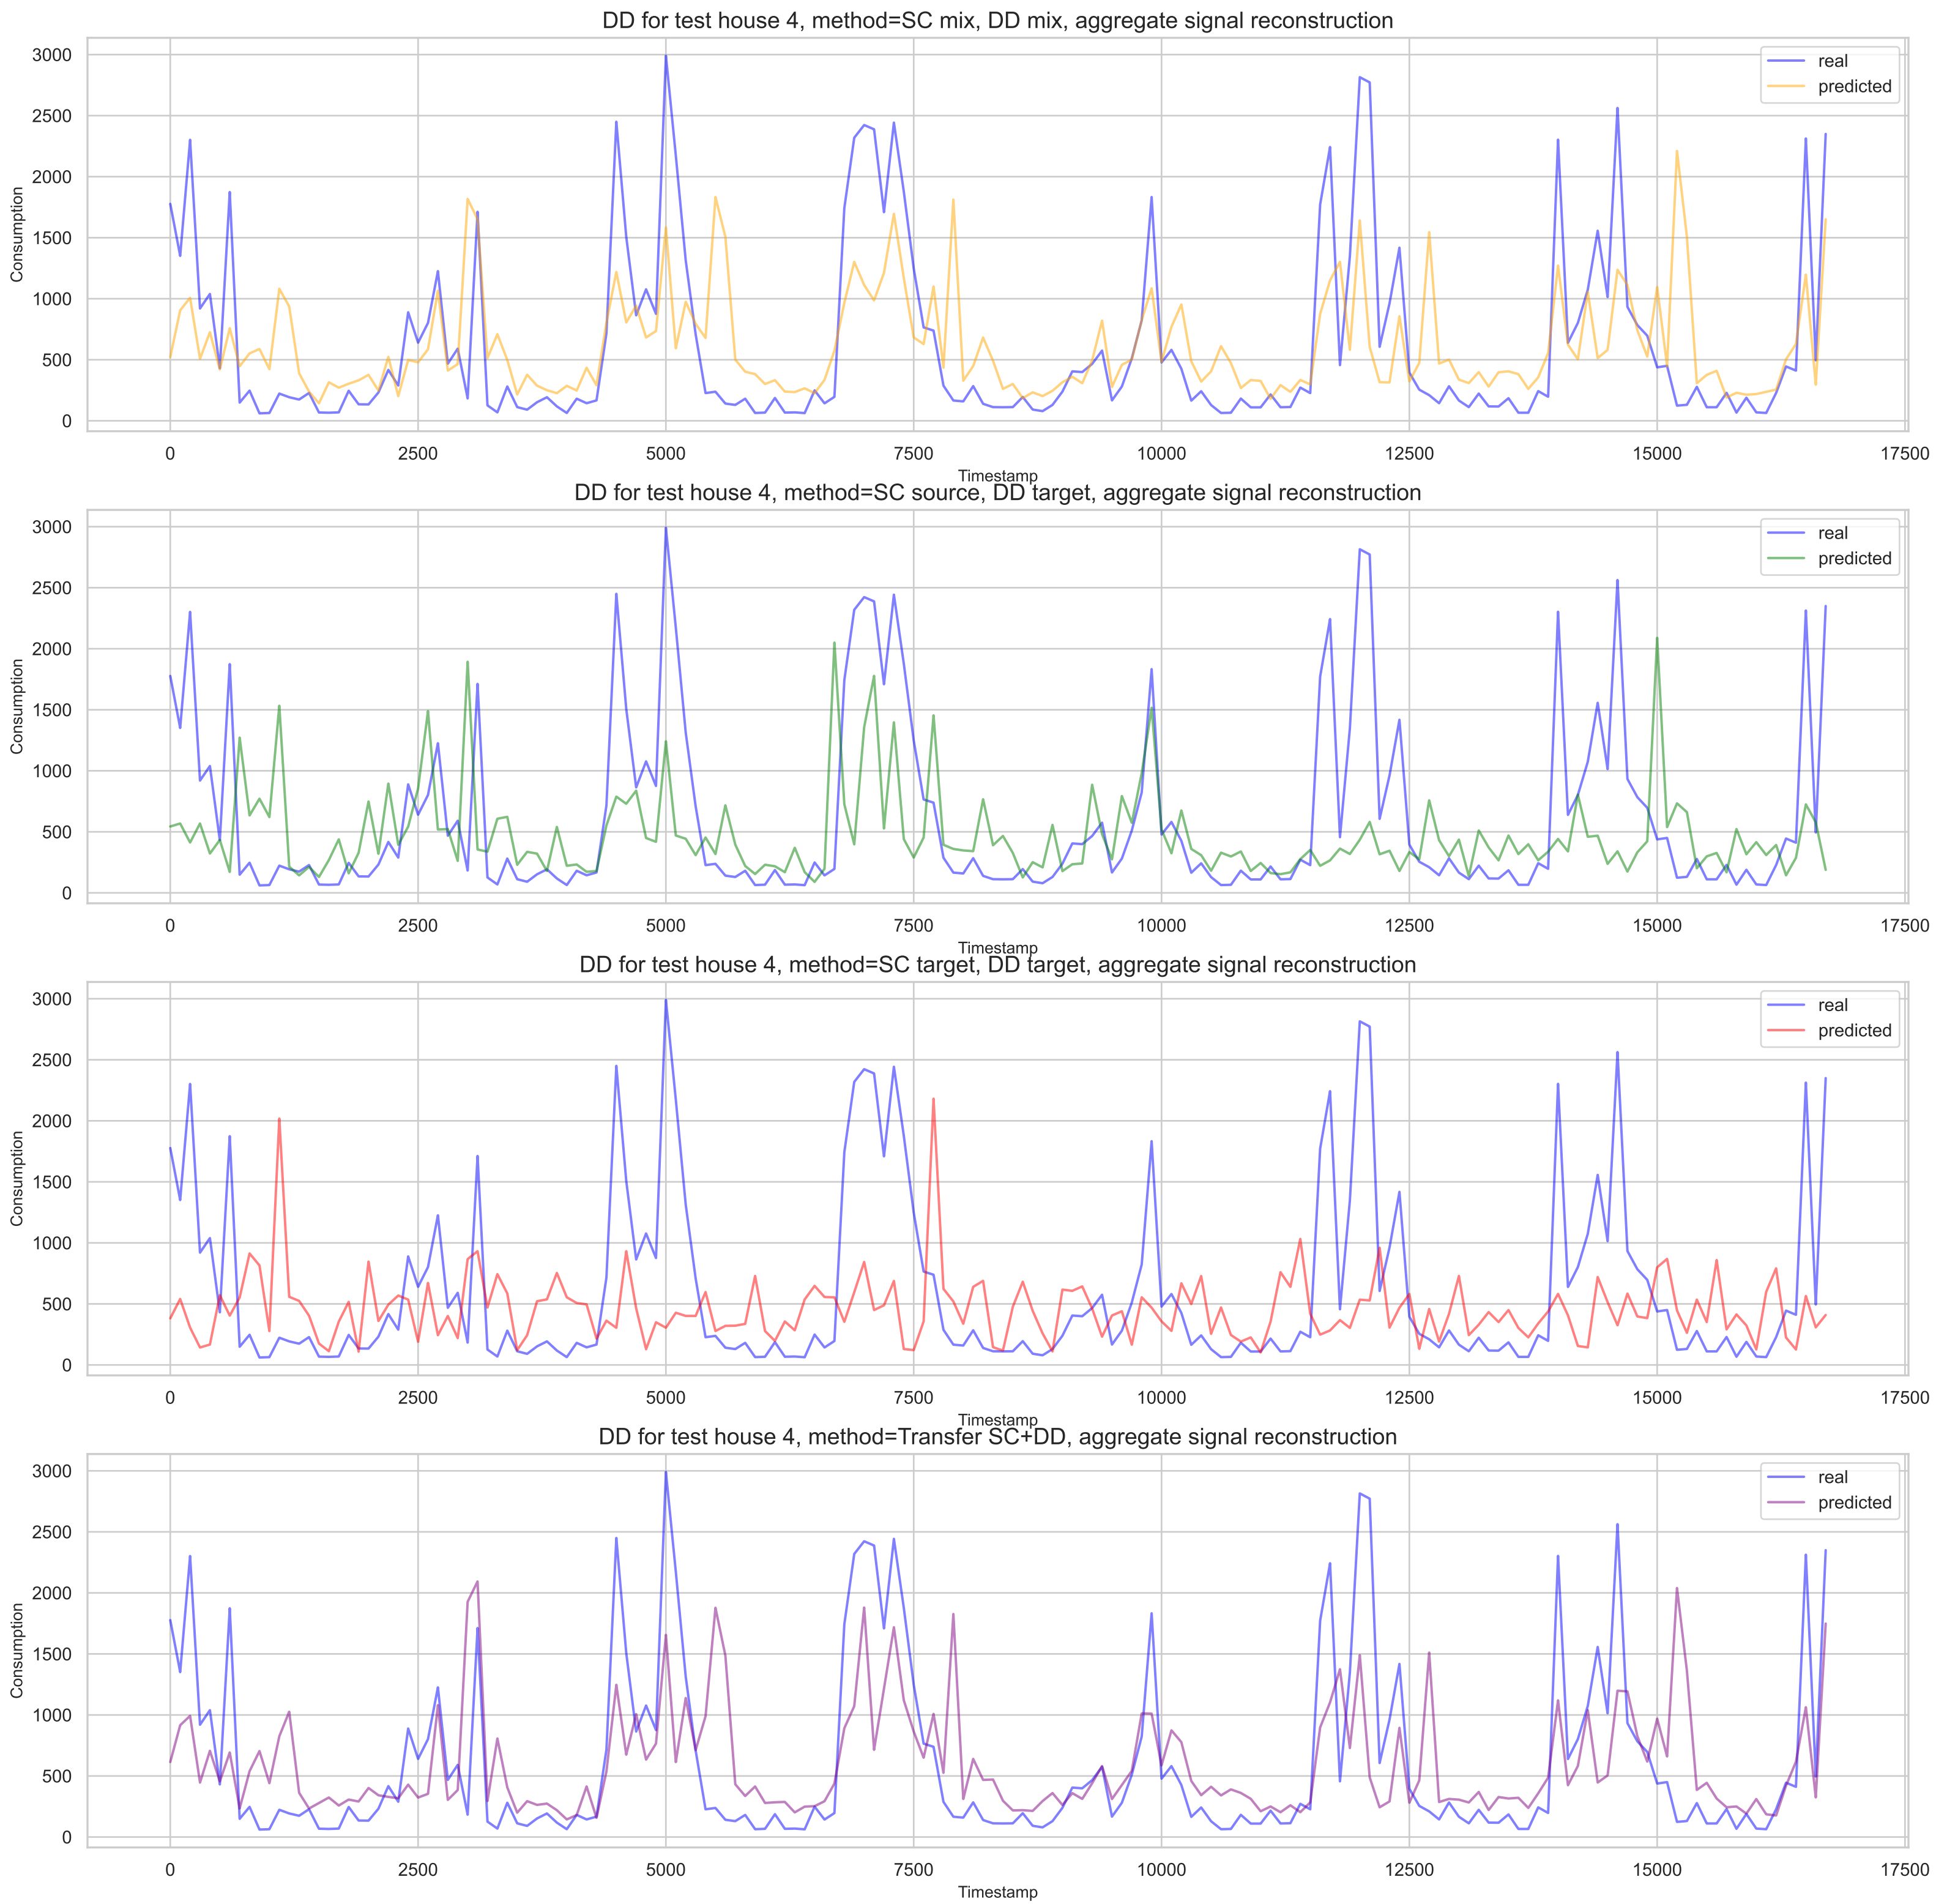 DD for test house 4, method=SC mix, DD mix, aggregate signal reconstruction
3000
2500
2000
1500
1000
500
0
Consumption
real
predicted
0 2500 5000 7500 10000 12500 15000 17500
Timestamp
DD for test house 4, method=SC source, DD target, aggregate signal reconstruction
3000
2500
2000
1500
1000
500
0
Consumption
real
predicted
0 2500 5000 7500 10000 12500 15000 17500
Timestamp
DD for test house 4, method=SC target, DD target, aggregate signal reconstruction
3000
2500
2000
1500
1000
500
0
Consumption
real
predicted
0 2500 5000 7500 10000 12500 15000 17500
Timestamp
DD for test house 4, method=Transfer SC+DD, aggregate signal reconstruction
3000
2500
2000
1500
1000
500
0
Consumption
real
predicted
0 2500 5000 7500 10000 12500 15000 17500
Timestamp